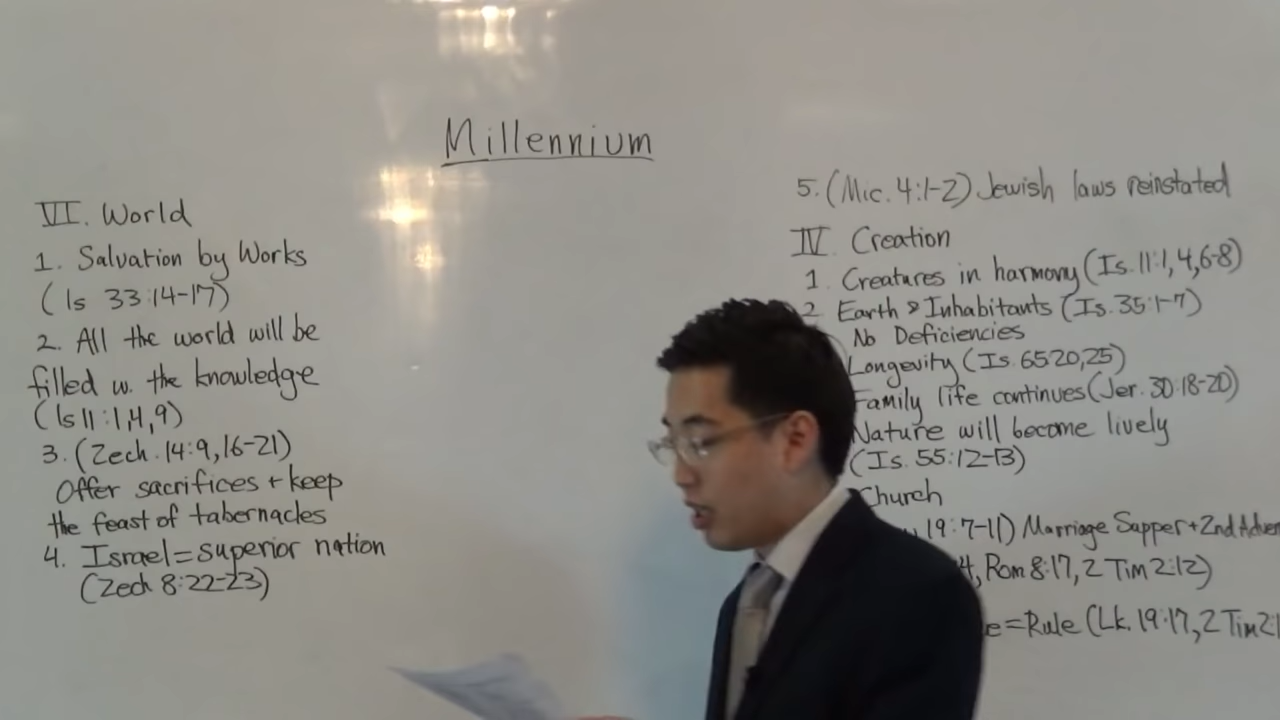 Millennium
VI. World
1. Salvation by Works
(Is 33:14-17)
2. All the world will be
filled w. the knowledge
(Is 11:1,4,9)
3. (Zech. 14:9,16-21)
Offer sacrifices + keep
the feast of tabernacles
4. Israel=superior nation
(Zech 8:22-23)
5. (Mic. 4:1-2) Jewish laws reinstated
IV. Creation
1. Creatures in harmony (Is. 11:1,4,6-8)
2. Earth & Inhabitants (Is. 35:1-7)
No Deficiencies
Longevity (Is. 65:20,25)
Family life continues (Jer. 30:18-20)
Nature will become lively
(Is. 55:12-13)
Church
19:7-11) Marriage Supper + 2nd
4, Rom 8:17, 2 Tim 2:12)
=Rule (Lk. 19:17, 2 Tim 2:1